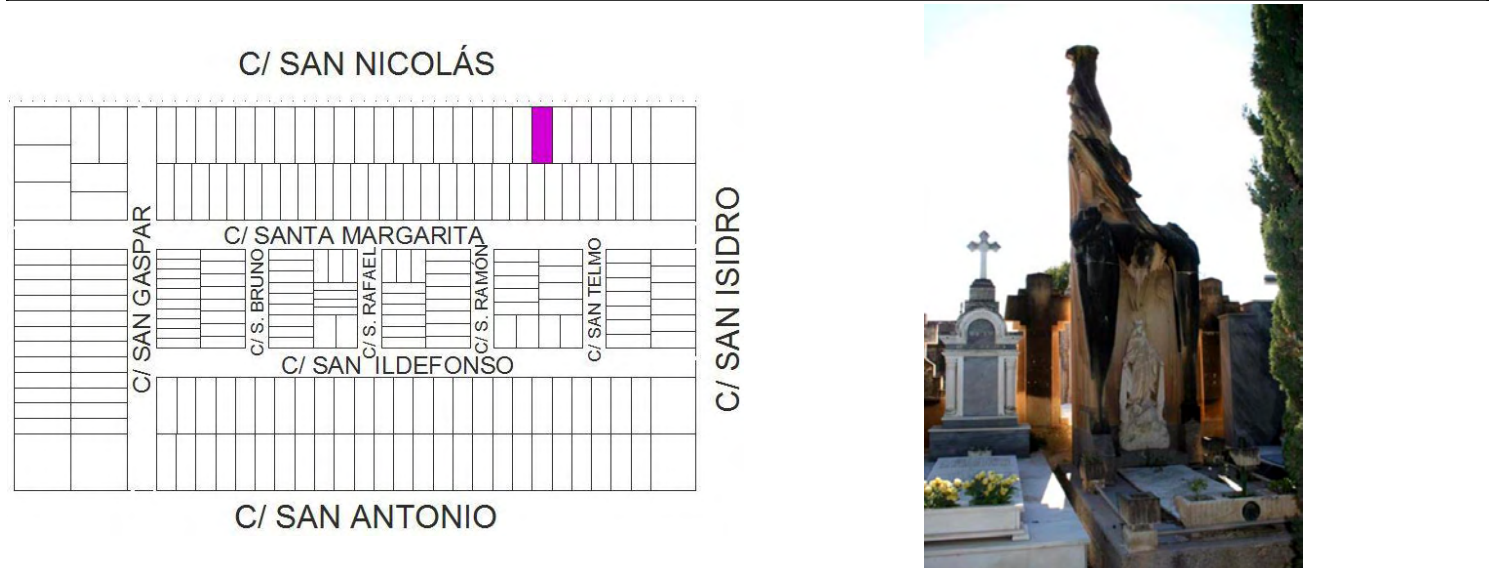 C/ SAN NICOLÁS
C/ SANTA MARGARITA
C/ SAN GASPAR
C/ S. BRUNO
C/ S. RAFAEL
C/ S. RAMÓN
C/ SAN TELMO
C/ SAN ISIDRO
C/ SAN ILDEFONSO
C/ SAN ANTONIO